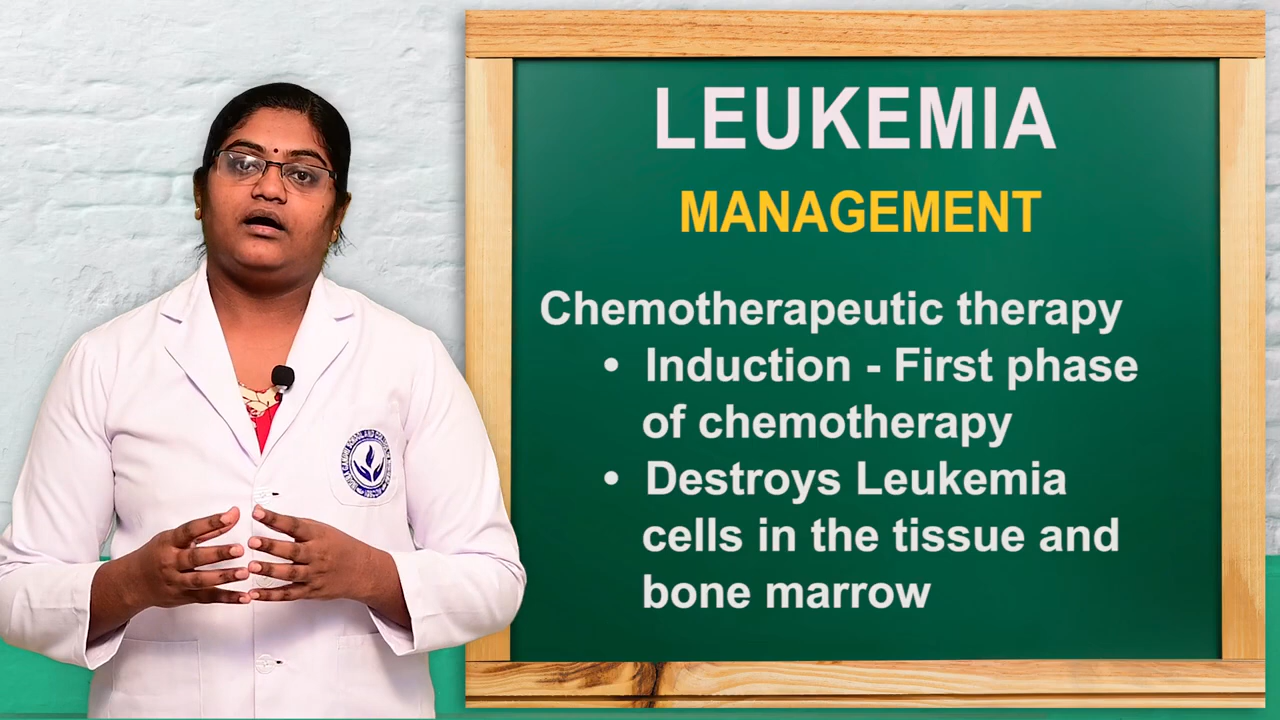 LEUKEMIA
MANAGEMENT
Chemotherapeutic therapy
• Induction - First phase
of chemotherapy
• Destroys Leukemia
cells in the tissue and
bone marrow